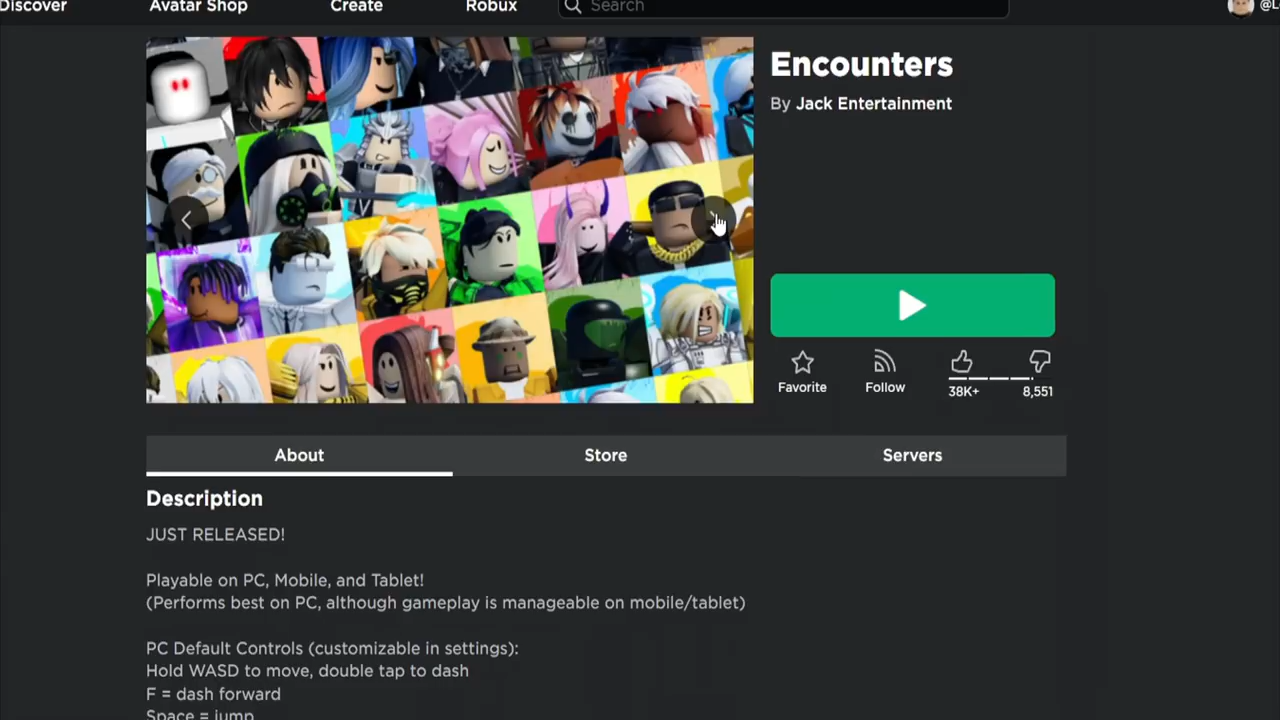 Discover Avatar Shop Create Robux Search
Encounters
By Jack Entertainment
Favorite Follow 38K+ 8,551
About Store Servers
Description
JUST RELEASED!
Playable on PC, Mobile, and Tablet!
(Performs best on PC, although gameplay is manageable on mobile/tablet)
PC Default Controls (customizable in settings):
Hold WASD to move, double tap to dash
F = dash forward
Space = jump